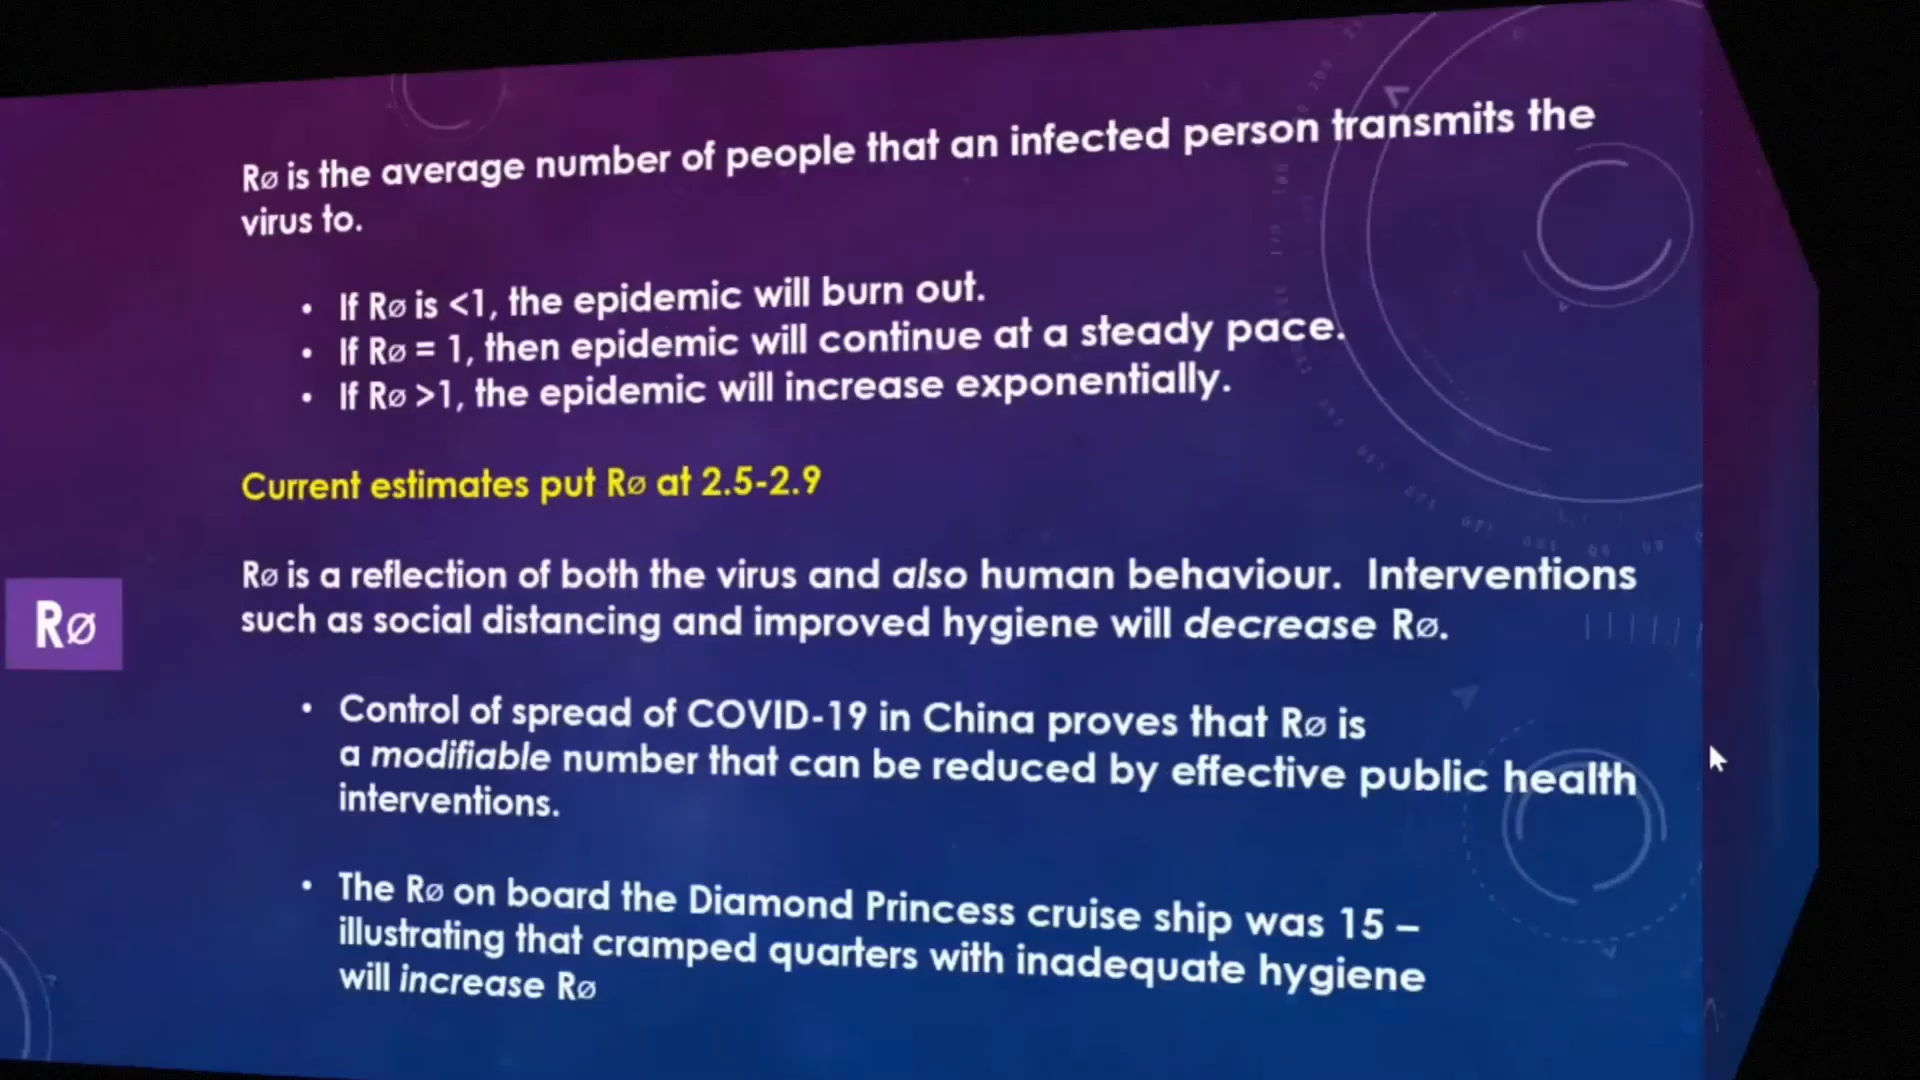 Rø is the average number of people that an infected person transmits the
virus to.
• If Rø is <1, the epidemic will burn out.
• If Rø = 1, then epidemic will continue at a steady pace.
• If Rø >1, the epidemic will increase exponentially.
Current estimates put Rø at 2.5-2.9
Rø
Rø is a reflection of both the virus and also human behaviour. Interventions
such as social distancing and improved hygiene will decrease Rø.
• Control of spread of COVID-19 in China proves that Rø is
a modifiable number that can be reduced by effective public health
interventions.
• The Rø on board the Diamond Princess cruise ship was 15 –
illustrating that cramped quarters with inadequate hygiene
will increase Rø